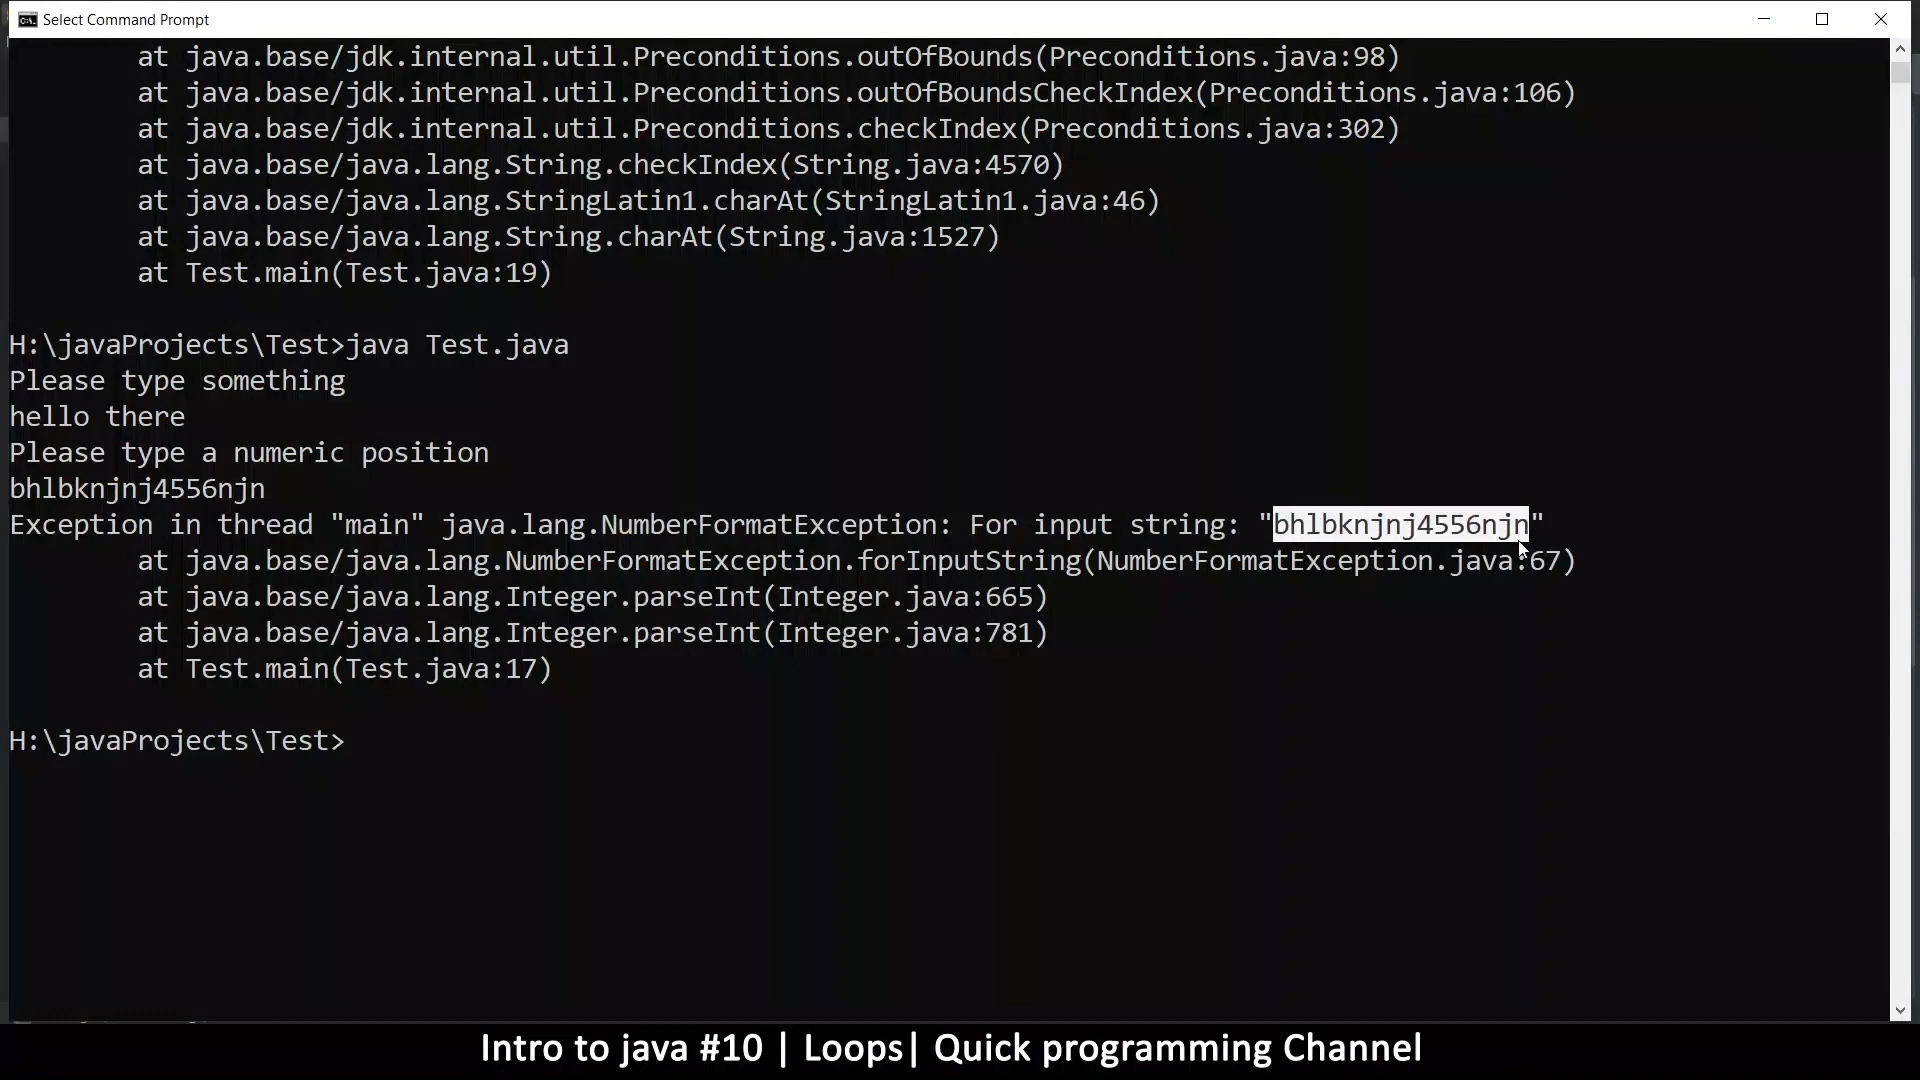 Select Command Prompt
at java.base/jdk.internal.util.Preconditions.outOfBounds(Preconditions.java:98)
at java.base/jdk.internal.util.Preconditions.outOfBoundsCheckIndex(Preconditions.java:106)
at java.base/jdk.internal.util.Preconditions.checkIndex(Preconditions.java:302)
at java.base/java.lang.String.checkIndex(String.java:4570)
at java.base/java.lang.StringLatin1.charAt(StringLatin1.java:46)
at java.base/java.lang.String.charAt(String.java:1527)
at Test.main(Test.java:19)
H:\javaProjects\Test>java Test.java
Please type something
hello there
Please type a numeric position
bhlbknjnj4556njn
Exception in thread "main" java.lang.NumberFormatException: For input string: "bhlbknjnj4556njn"
at java.base/java.lang.NumberFormatException.forInputString(NumberFormatException.java:67)
at java.base/java.lang.Integer.parseInt(Integer.java:665)
at java.base/java.lang.Integer.parseInt(Integer.java:781)
at Test.main(Test.java:17)
H:\javaProjects\Test>
Intro to java #10 | Loops| Quick programming Channel